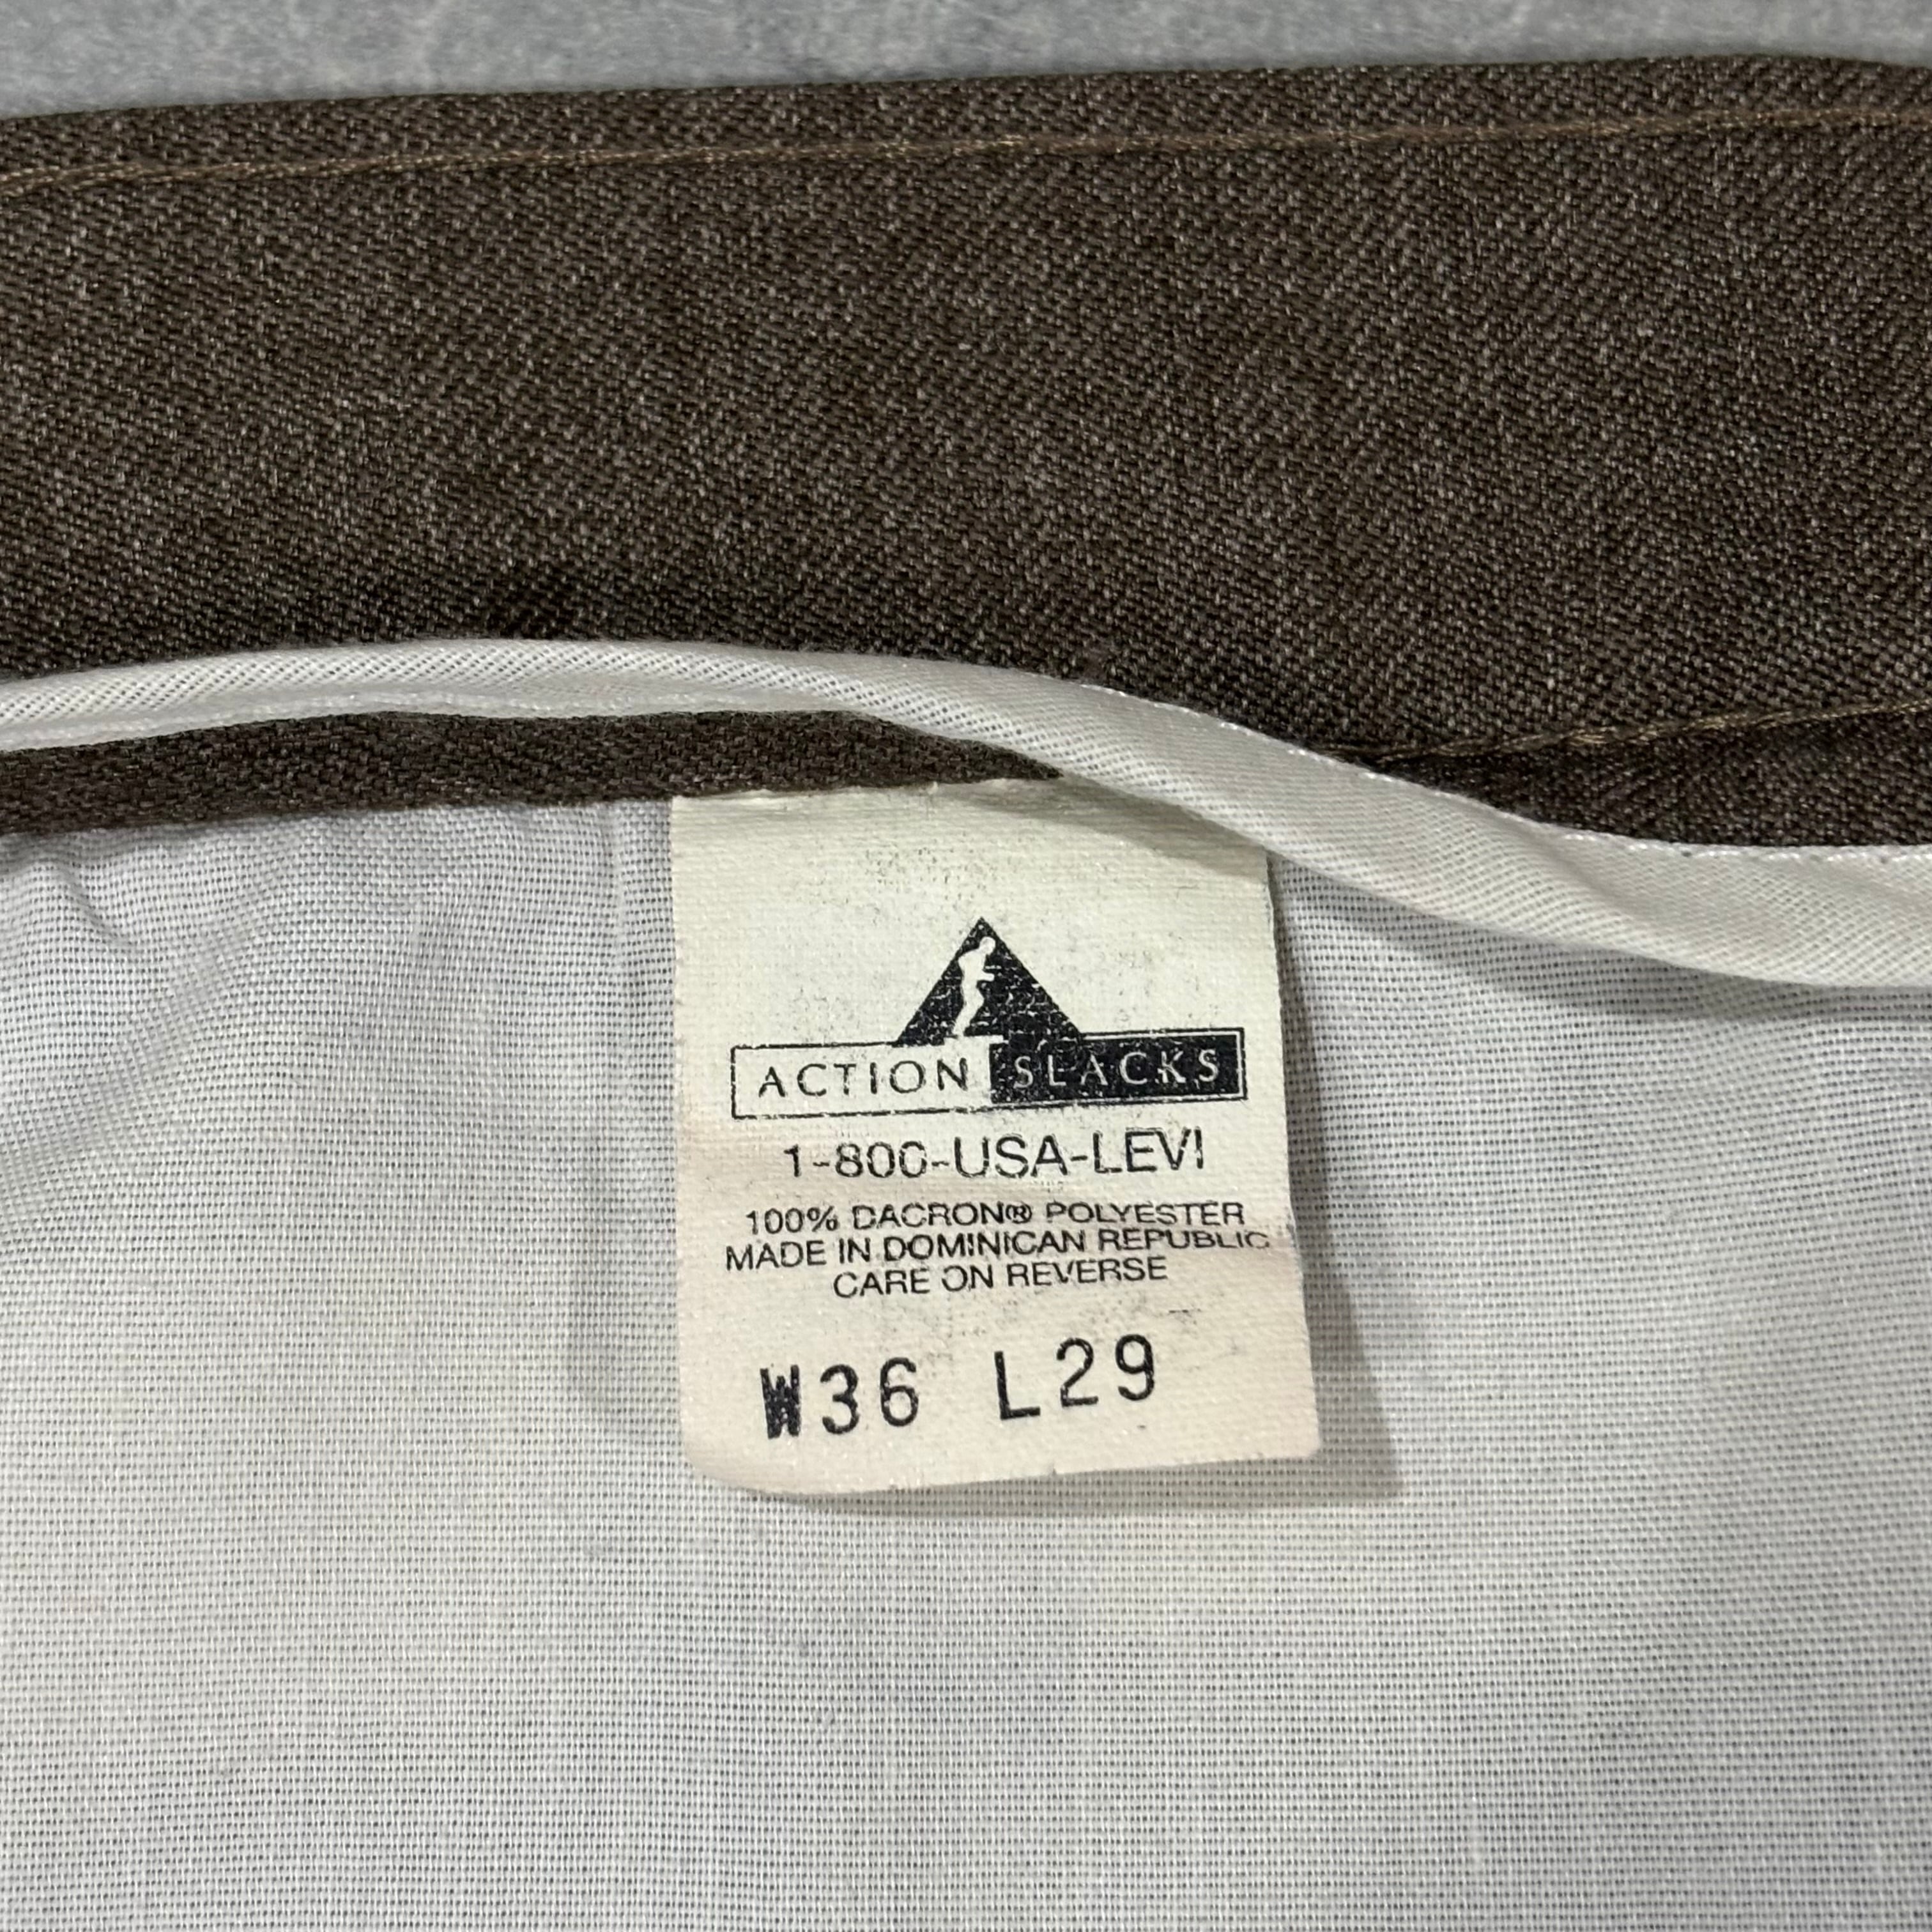 ACTION SLACKS
1-800-USA-LEVI
100% DACRON® POLYESTER
MADE IN DOMINICAN REPUBLIC
CARE ON REVERSE
W36 L29